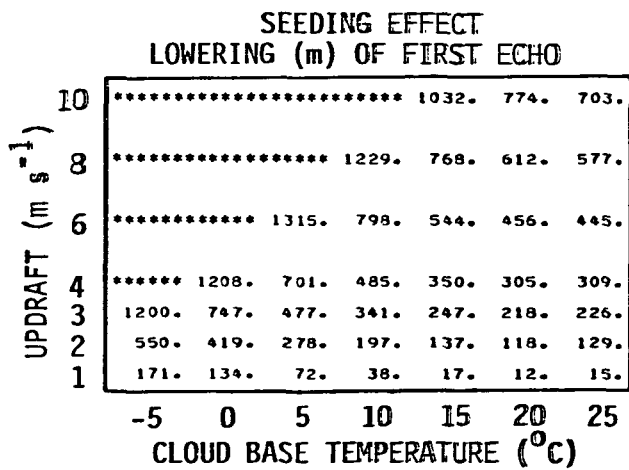 SEEDING EFFECT
LOWERING (m) OF FIRST ECHO
UPDRAFT (m s⁻¹)
10 ************************ 1032. 774. 703.
8 ****************** 1229. 768. 612. 577.
6 ************ 1315. 798. 544. 456. 445.
4 ****** 1208. 701. 485. 350. 305. 309.
3 1200. 747. 477. 341. 247. 218. 226.
2 550. 419. 278. 197. 137. 118. 129.
1 171. 134. 72. 38. 17. 12. 15.
-5 0 5 10 15 20 25
CLOUD BASE TEMPERATURE (°C)